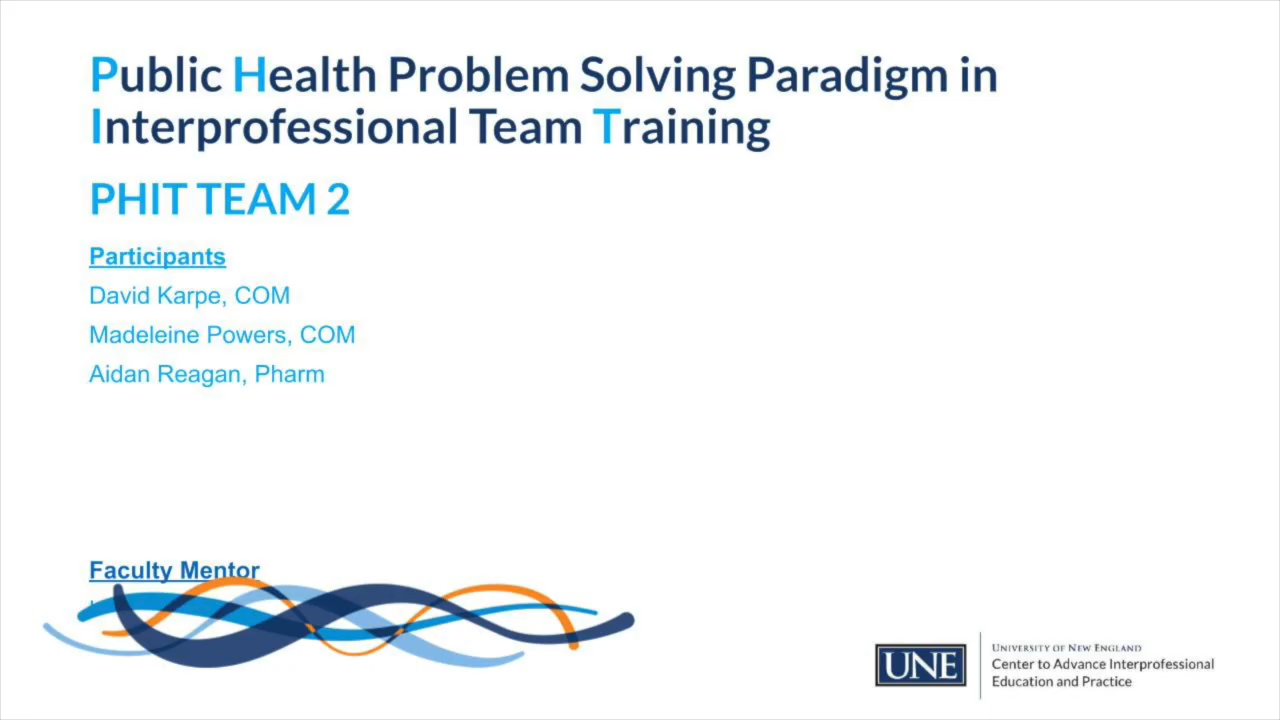 Public Health Problem Solving Paradigm in
Interprofessional Team Training
PHIT TEAM 2
Participants
David Karpe, COM
Madeleine Powers, COM
Aidan Reagan, Pharm
Faculty Mentor
UNE
University of New England
Center to Advance Interprofessional
Education and Practice